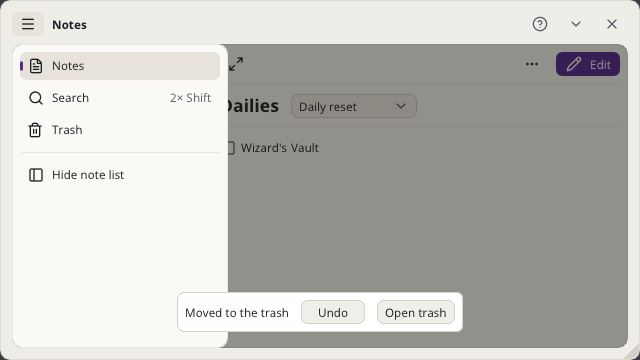 Notes
Notes
Search 2× Shift
Trash
Hide note list
Edit
Dailies Daily reset
Wizard's Vault
Moved to the trash Undo Open trash